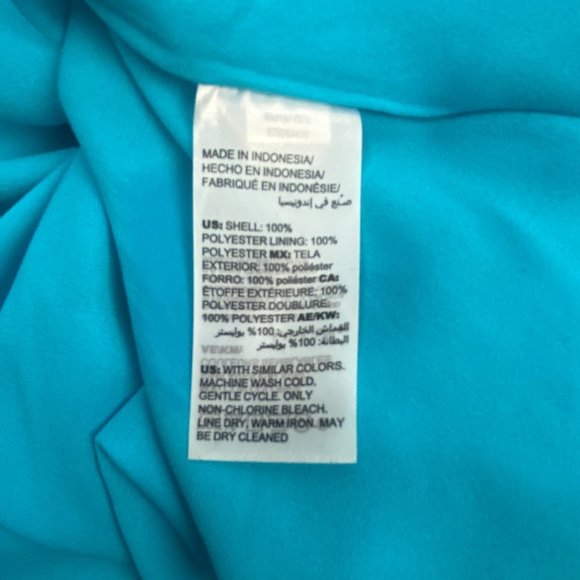 MADE IN INDONESIA/
HECHO EN INDONESIA/
FABRIQUÉ EN INDONÉSIE/
صنع في إندونيسيا
US: SHELL: 100%
POLYESTER LINING: 100%
POLYESTER MX: TELA
EXTERIOR: 100% poliéster
FORRO: 100% poliéster CA:
ÉTOFFE EXTÉRIEURE: 100%
POLYESTER DOUBLURE:
100% POLYESTER AE/KW:
القماش الخارجي: 100% بوليستر
البطانة: 100% بوليستر
US: WITH SIMILAR COLORS.
MACHINE WASH COLD,
GENTLE CYCLE. ONLY
NON-CHLORINE BLEACH.
LINE DRY. WARM IRON. MAY
BE DRY CLEANED